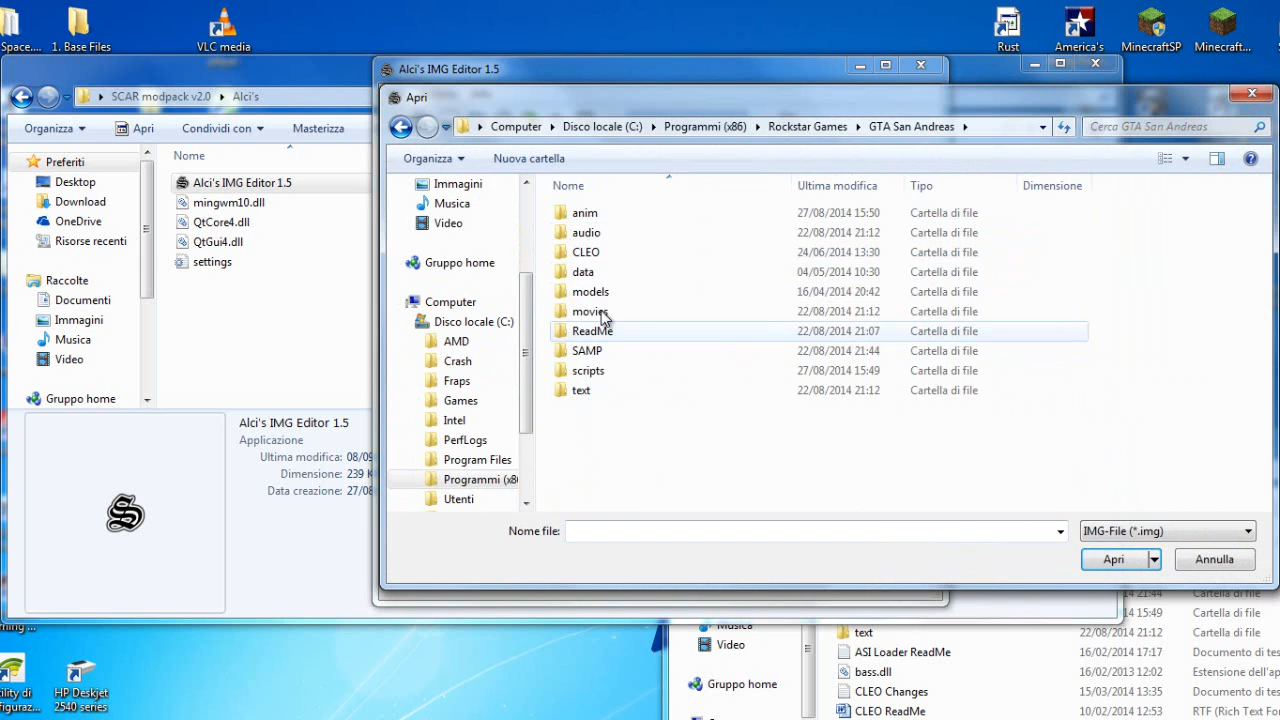 Space.... 1. Base Files VLC media Rust America's MinecraftSP Minecraft...
Alci's IMG Editor 1.5
SCAR modpack v2.0 Alci's
Organizza Apri Condividi con Masterizza
Nome
Preferiti
Desktop
Download
OneDrive
Risorse recenti
Raccolte
Documenti
Immagini
Musica
Video
Gruppo home
Alci's IMG Editor 1.5
mingwm10.dll
QtCore4.dll
QtGui4.dll
settings
Alci's IMG Editor 1.5
Applicazione
Ultima modifica: 08/09
Dimensione: 239 K
Data creazione: 27/08
Apri
Computer Disco locale (C:) Programmi (x86) Rockstar Games GTA San Andreas
Cerca GTA San Andreas
Organizza Nuova cartella
Immagini
Musica
Video
Gruppo home
Computer
Disco locale (C:)
AMD
Crash
Fraps
Games
Intel
PerfLogs
Program Files
Programmi (x86
Utenti
Nome Ultima modifica Tipo Dimensione
anim 27/08/2014 15:50 Cartella di file
audio 22/08/2014 21:12 Cartella di file
CLEO 24/06/2014 13:30 Cartella di file
data 04/05/2014 10:30 Cartella di file
models 16/04/2014 20:42 Cartella di file
movies 22/08/2014 21:12 Cartella di file
ReadMe 22/08/2014 21:07 Cartella di file
SAMP 22/08/2014 21:44 Cartella di file
scripts 27/08/2014 15:49 Cartella di file
text 22/08/2014 21:12 Cartella di file
Nome file: IMG-File (*.img)
Apri Annulla
HP Deskjet
2540 series
Musica
Video
Gruppo home
21:44 Cartella di file
15:49 Cartella di file
text 22/08/2014 21:12 Cartella di file
ASI Loader ReadMe 16/02/2014 17:17 Documento di tes
bass.dll 16/02/2013 12:02 Estensione dell'ap
CLEO Changes 15/03/2014 13:35 Documento di tes
CLEO ReadMe 10/02/2014 12:53 RTF (Rich Text For